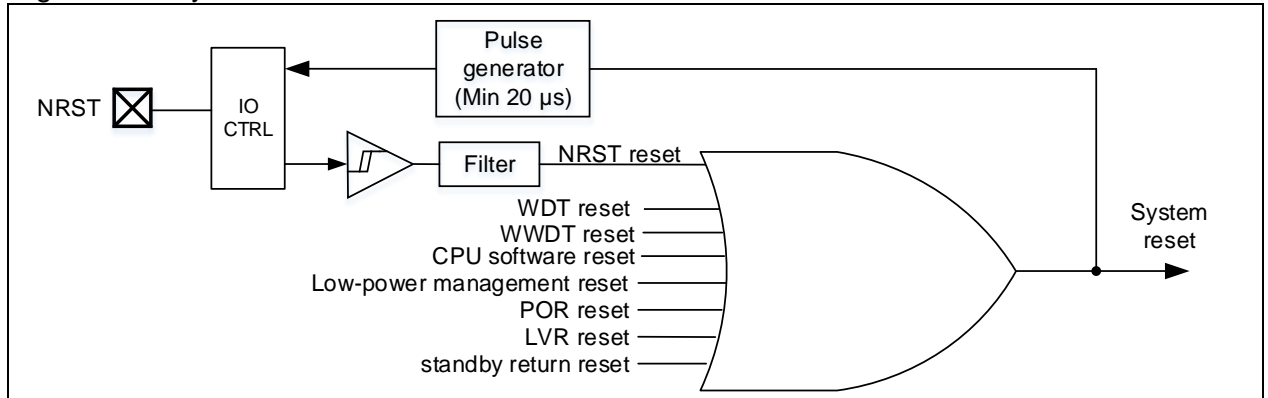 Pulse
generator
(Min 20 µs)
NRST
IO
CTRL
Filter
NRST reset
WDT reset
WWDT reset
CPU software reset
Low-power management reset
POR reset
LVR reset
standby return reset
System
reset